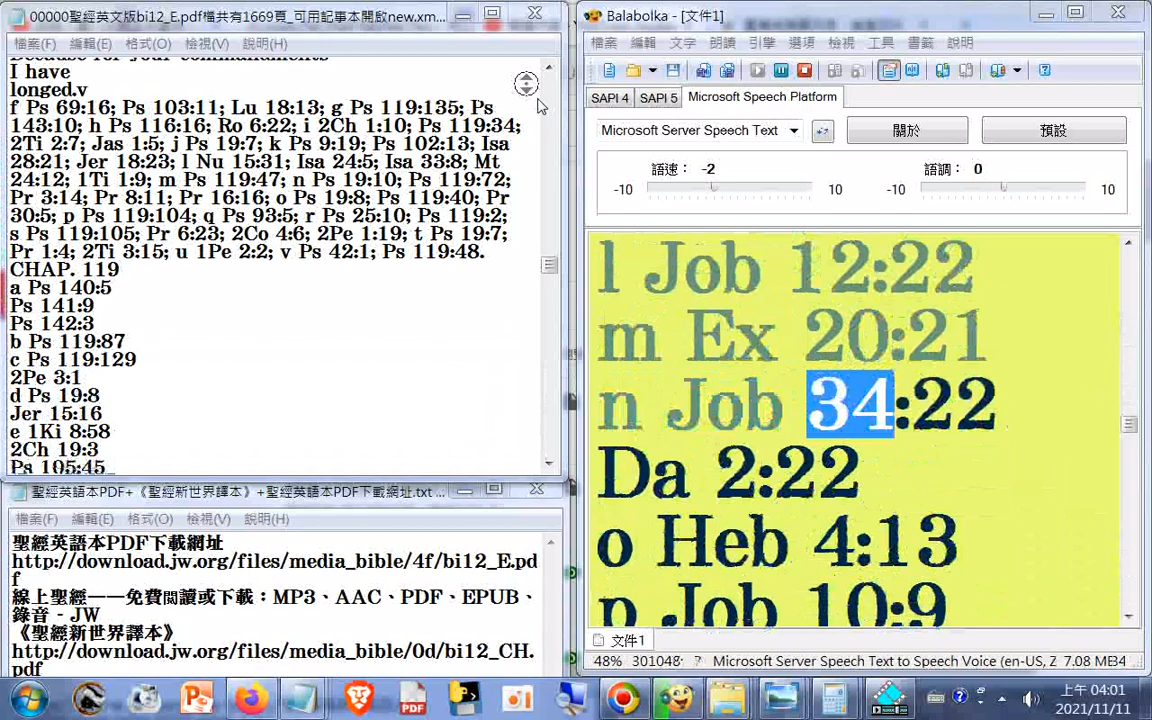 00000聖經英文版bi12_E.pdf檔共有1669頁_可用記事本開啟new.xm...
檔案(F) 編輯(E) 格式(O) 檢視(V) 說明(H)
I have
longed.v
f Ps 69:16; Ps 103:11; Lu 18:13; g Ps 119:135; Ps
143:10; h Ps 116:16; Ro 6:22; i 2Ch 1:10; Ps 119:34;
2Ti 2:7; Jas 1:5; j Ps 19:7; k Ps 9:19; Ps 102:13; Isa
28:21; Jer 18:23; l Nu 15:31; Isa 24:5; Isa 33:8; Mt
24:12; 1Ti 1:9; m Ps 119:47; n Ps 19:10; Ps 119:72;
Pr 3:14; Pr 8:11; Pr 16:16; o Ps 19:8; Ps 119:40; Pr
30:5; p Ps 119:104; q Ps 93:5; r Ps 25:10; Ps 119:2;
s Ps 119:105; Pr 6:23; 2Co 4:6; 2Pe 1:19; t Ps 19:7;
Pr 1:4; 2Ti 3:15; u 1Pe 2:2; v Ps 42:1; Ps 119:48.
CHAP. 119
a Ps 140:5
Ps 141:9
Ps 142:3
b Ps 119:87
c Ps 119:129
2Pe 3:1
d Ps 19:8
Jer 15:16
e 1Ki 8:58
2Ch 19:3
Ps 105:45
聖經英語本PDF+《聖經新世界譯本》+聖經英語本PDF下載網址.txt ...
檔案(F) 編輯(E) 格式(O) 檢視(V) 說明(H)
聖經英語本PDF下載網址
http://download.jw.org/files/media_bible/4f/bi12_E.pd
f
線上聖經——免費閱讀或下載：MP3、AAC、PDF、EPUB、
錄音 - JW
《聖經新世界譯本》
http://download.jw.org/files/media_bible/0d/bi12_CH.
pdf
Balabolka - [文件1]
檔案 編輯 文字 朗讀 引擎 選項 檢視 工具 書籤 說明
SAPI 4 SAPI 5 Microsoft Speech Platform
Microsoft Server Speech Text 關於 預設
語速： -2 語調： 0
-10 10 -10 10
l Job 12:22
m Ex 20:21
n Job 34:22
Da 2:22
o Heb 4:13
p Job 10:9
文件1
48% 301048 ? Microsoft Server Speech Text to Speech Voice (en-US, Z 7.08 MB
上午 04:01
2021/11/11